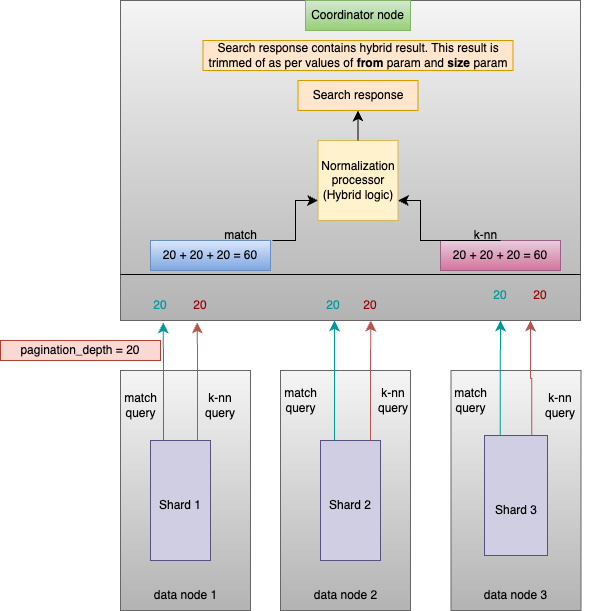 Coordinator node
Search response contains hybrid result. This result is
trimmed of as per values of from param and size param
Search response
Normalization
processor
(Hybrid logic)
match
k-nn
20 + 20 + 20 = 60
20 + 20 + 20 = 60
20
20
20
20
20
20
pagination_depth = 20
match
query
k-nn
query
match
query
k-nn
query
match
query
k-nn
query
Shard 1
Shard 2
Shard 3
data node 1
data node 2
data node 3